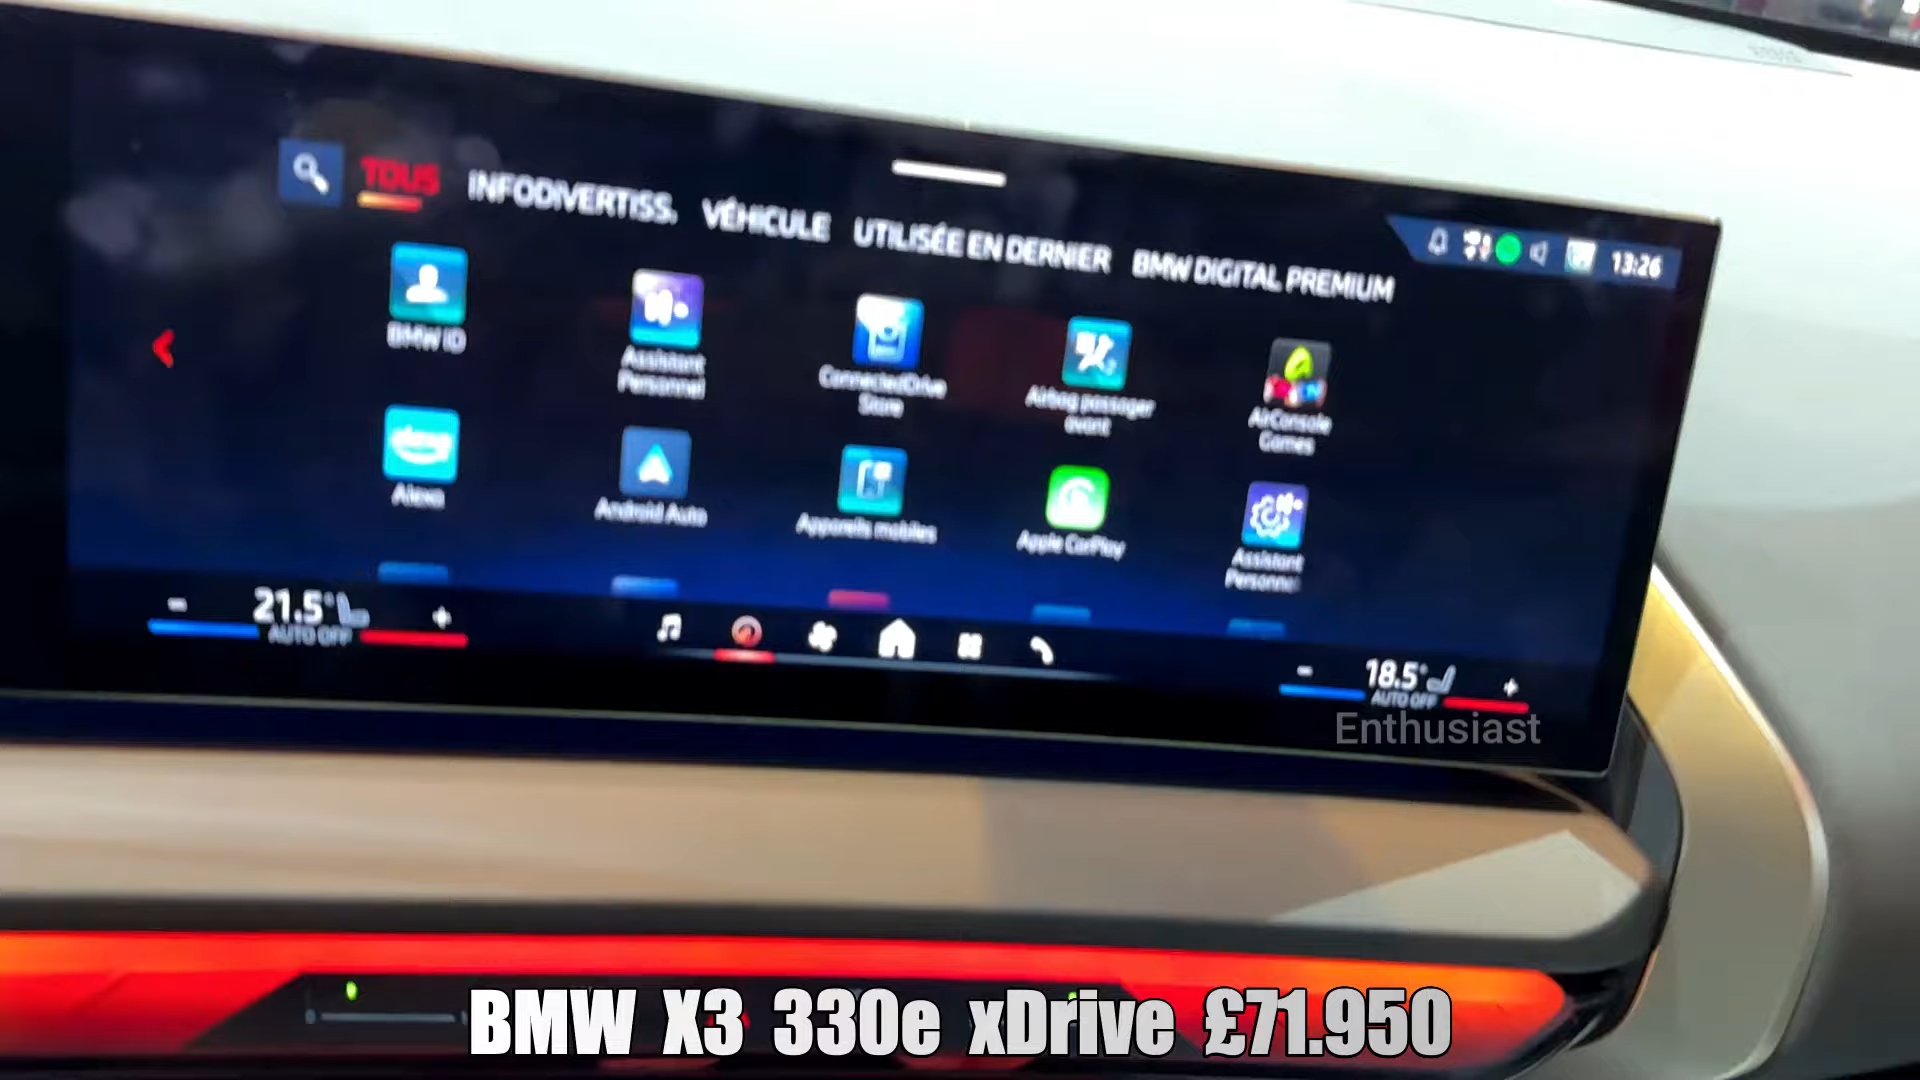 TOUS INFODIVERTISS. VÉHICULE UTILISÉE EN DERNIER BMW DIGITAL PREMIUM
13:26
BMW ID
Assistant
Personnel
ConnectedDrive
Store
Airbag passager
avant
AirConsole
Games
alexa
Alexa
Android Auto
Appareils mobiles
Apple CarPlay
Assistant
Personne
- 21.5° +
AUTO OFF
- 18.5° +
AUTO OFF
Enthusiast
BMW X3 330e xDrive £71.950